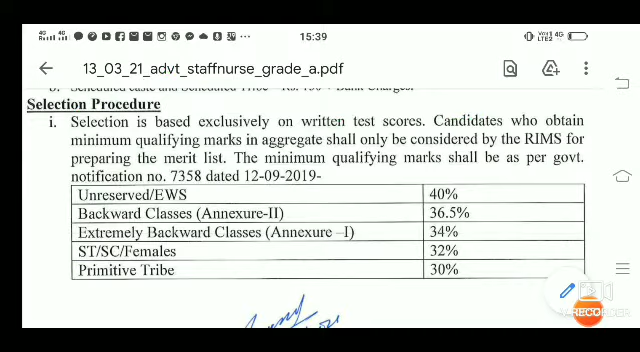 15:39
13_03_21_advt_staffnurse_grade_a.pdf
Selection Procedure
i. Selection is based exclusively on written test scores. Candidates who obtain
minimum qualifying marks in aggregate shall only be considered by the RIMS for
preparing the merit list. The minimum qualifying marks shall be as per govt.
notification no. 7358 dated 12-09-2019-
Unreserved/EWS 40%
Backward Classes (Annexure-II) 36.5%
Extremely Backward Classes (Annexure –I) 34%
ST/SC/Females 32%
Primitive Tribe 30%
RECORDER